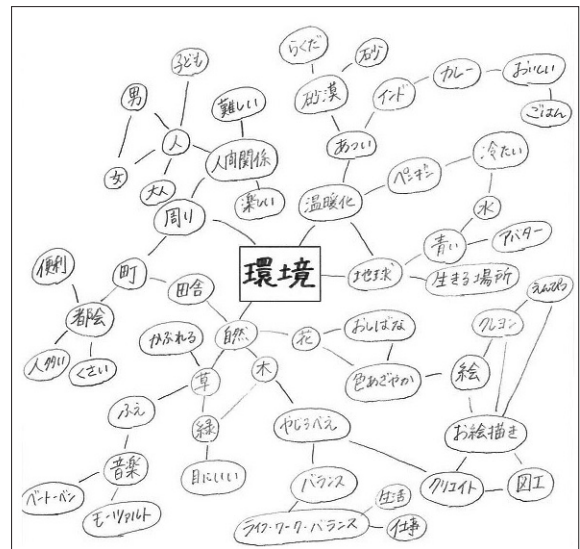 らくだ
砂
子ども
カレー
おいしい
砂漠
インド
男
難しい
ごはん
人
あつい
冷たい
人間関係
ペンギン
女
大人
楽しい
温暖化
水
周り
アバター
青い
便利
町
環境
地球
生きる場所
田舎
えんぴつ
都会
自然
花
おしばな
クレヨン
かぶれる
人多い
くさい
木
色あざやか
絵
草
ふえ
緑
やじろべえ
お絵描き
音楽
目にいい
バランス
クリエイト
図工
ベートーベン
生活
モーツァルト
ライフ・ワーク・バランス
仕事